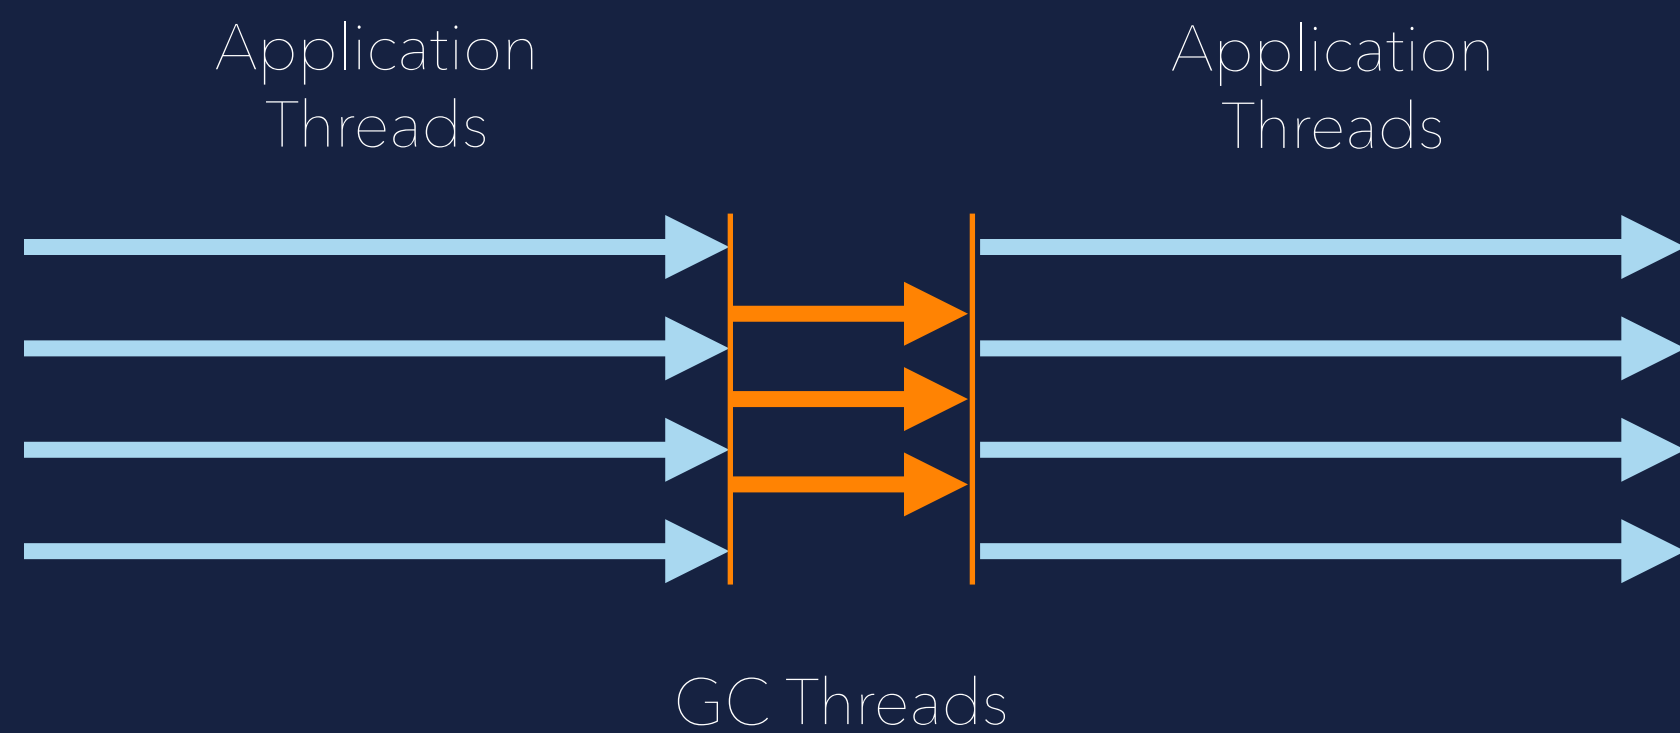 Application
Threads
Application
Threads
GC Threads